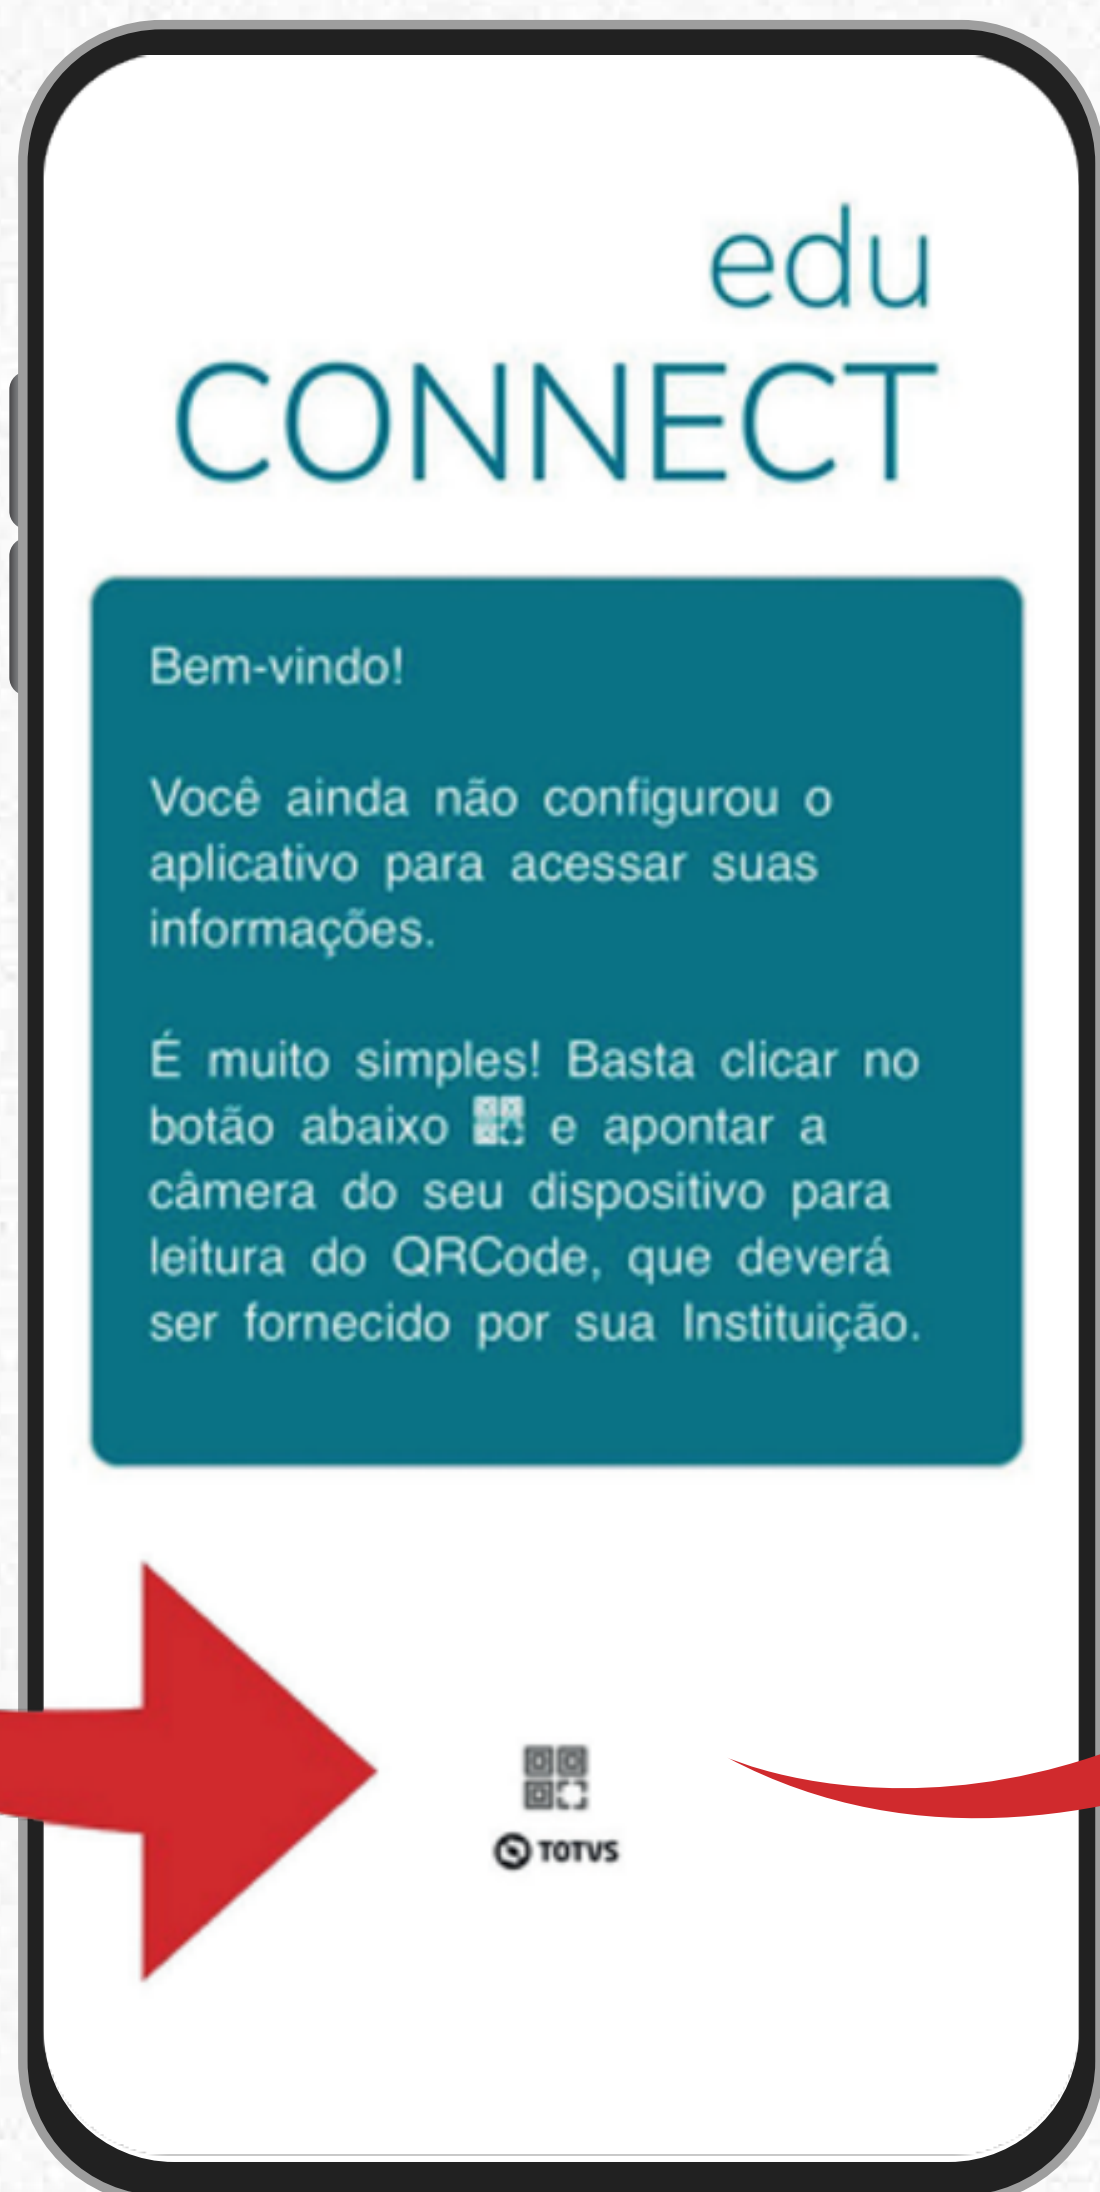 edu
CONNECT
Bem-vindo!
Você ainda não configurou o
aplicativo para acessar suas
informações.
É muito simples! Basta clicar no
botão abaixo e apontar a
câmera do seu dispositivo para
leitura do QRCode, que deverá
ser fornecido por sua Instituição.
TOTVS